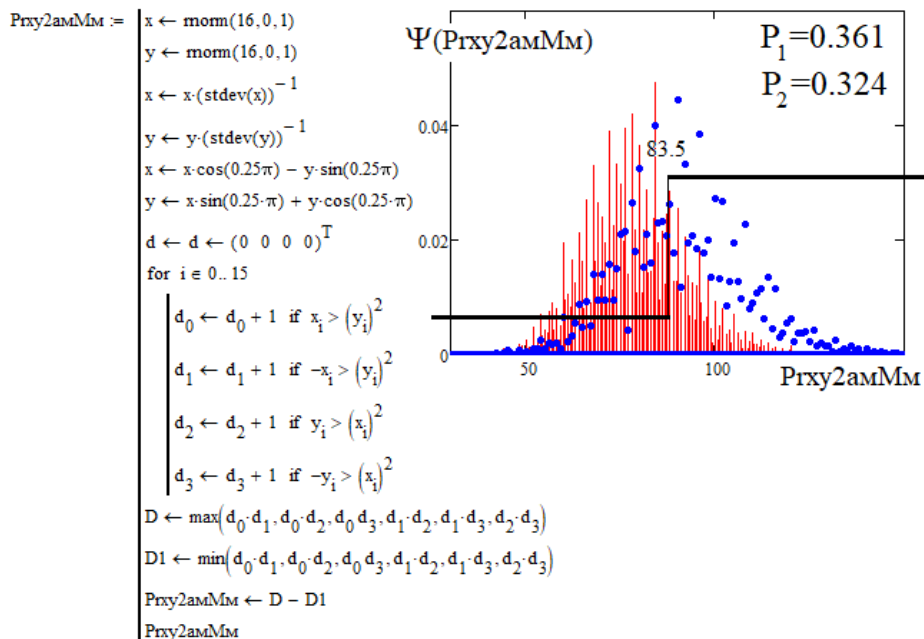 Prxy2амМм := x ← rnorm(16,0,1)
y ← rnorm(16,0,1)
x ← x·(stdev(x))⁻¹
y ← y·(stdev(y))⁻¹
x ← x·cos(0.25π) − y·sin(0.25π)
y ← x·sin(0.25·π) + y·cos(0.25·π)
d ← d ← (0 0 0 0)ᵀ
for i ∈ 0..15
d₀ ← d₀ + 1 if xᵢ > (yᵢ)²
d₁ ← d₁ + 1 if −xᵢ > (yᵢ)²
d₂ ← d₂ + 1 if yᵢ > (xᵢ)²
d₃ ← d₃ + 1 if −yᵢ > (xᵢ)²
D ← max(d₀·d₁, d₀·d₂, d₀ d₃, d₁·d₂, d₁·d₃, d₂·d₃)
D1 ← min(d₀·d₁, d₀·d₂, d₀ d₃, d₁·d₂, d₁·d₃, d₂·d₃)
Prxy2амМм ← D − D1
Prxy2амМм
Ψ(Prxy2амМм)
P₁=0.361
P₂=0.324
0.04
83.5
0.02
0
50
100
Prxy2амМм